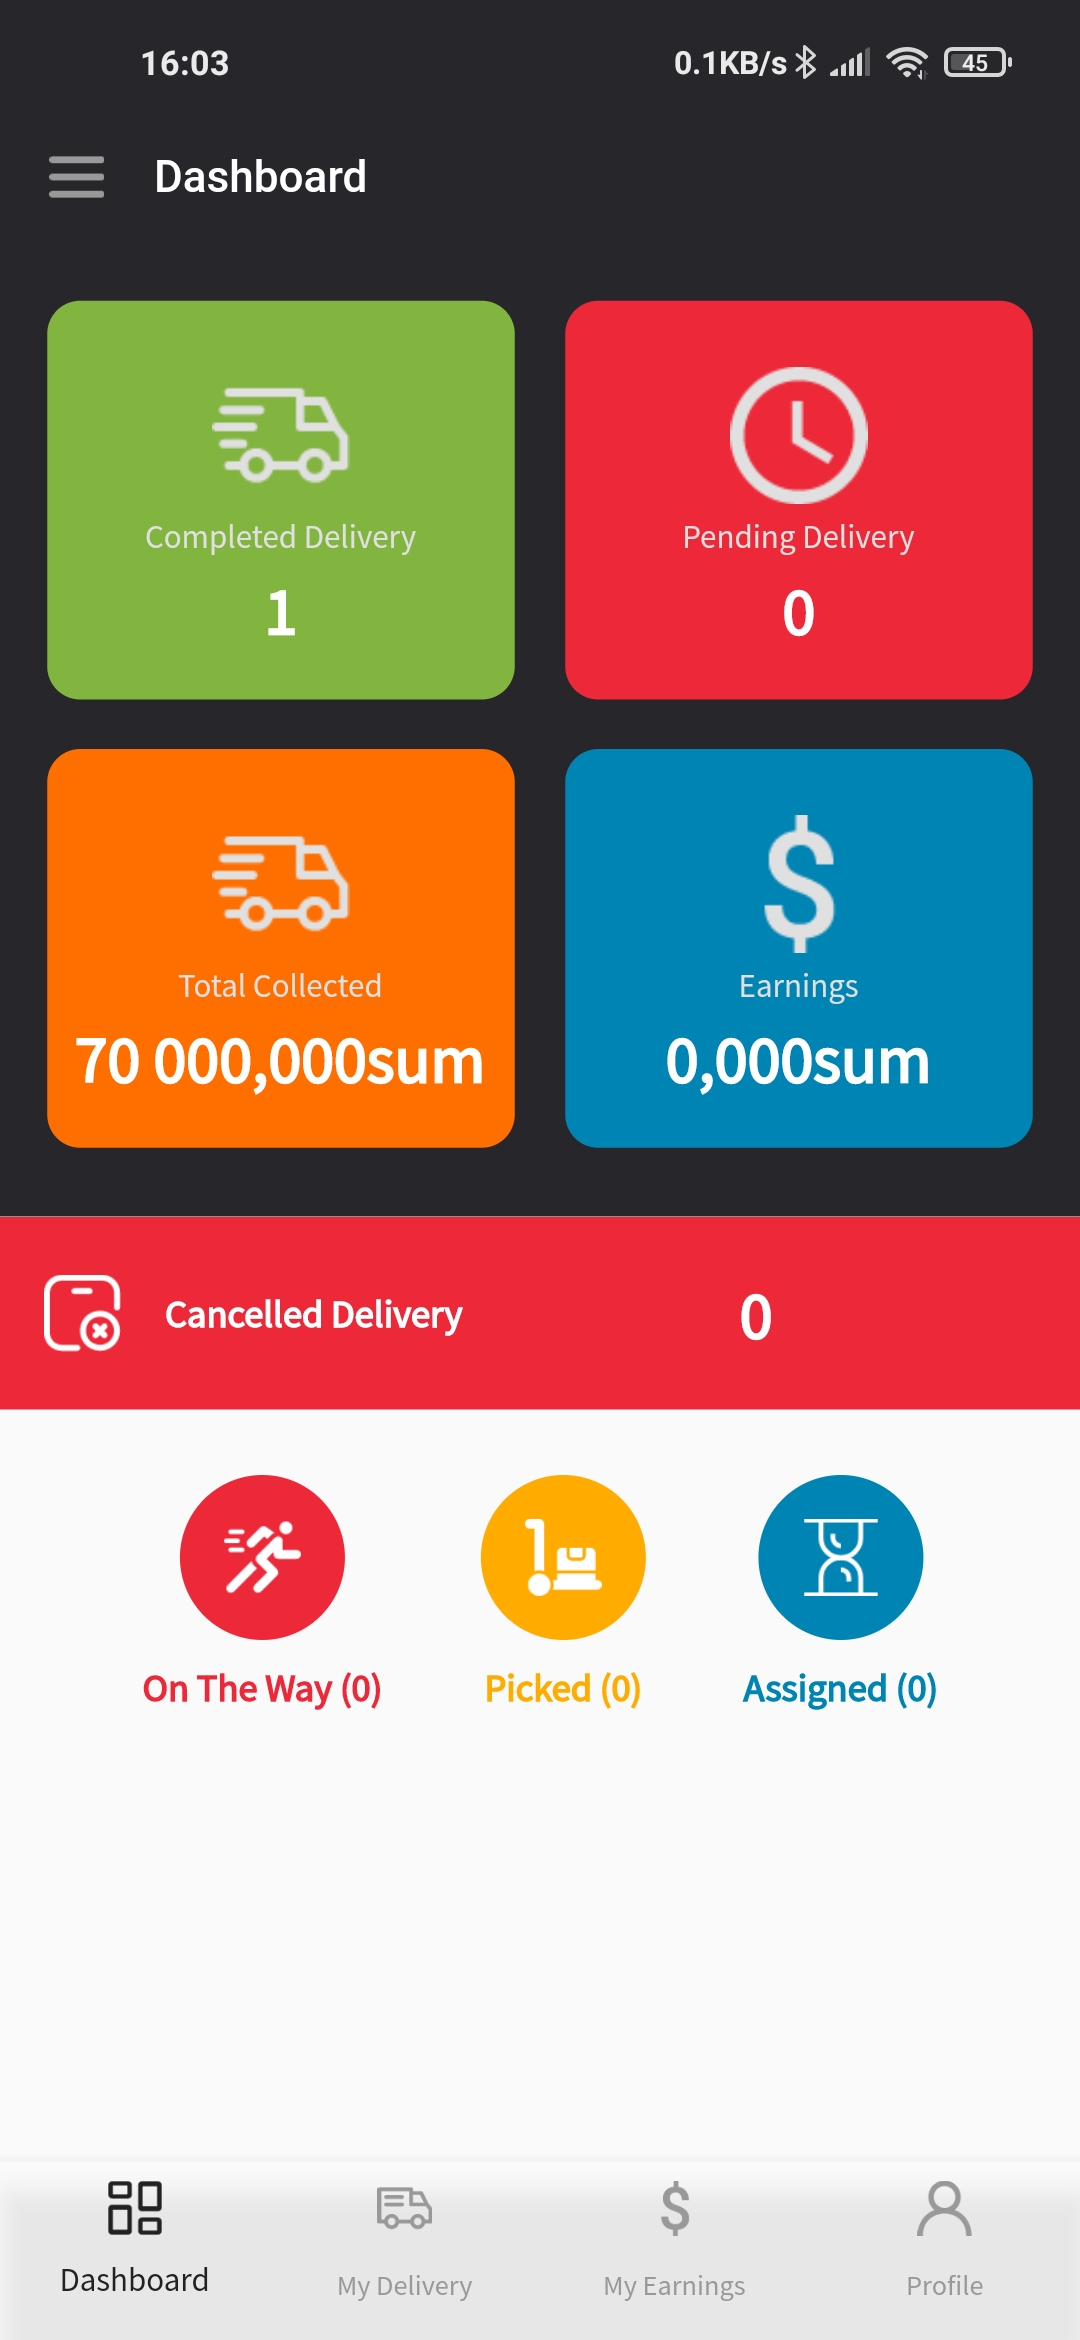 16:03 0.1KB/s 45
Dashboard
Completed Delivery
1
Pending Delivery
0
Total Collected
70 000,000sum
Earnings
0,000sum
Cancelled Delivery 0
On The Way (0) Picked (0) Assigned (0)
Dashboard My Delivery My Earnings Profile